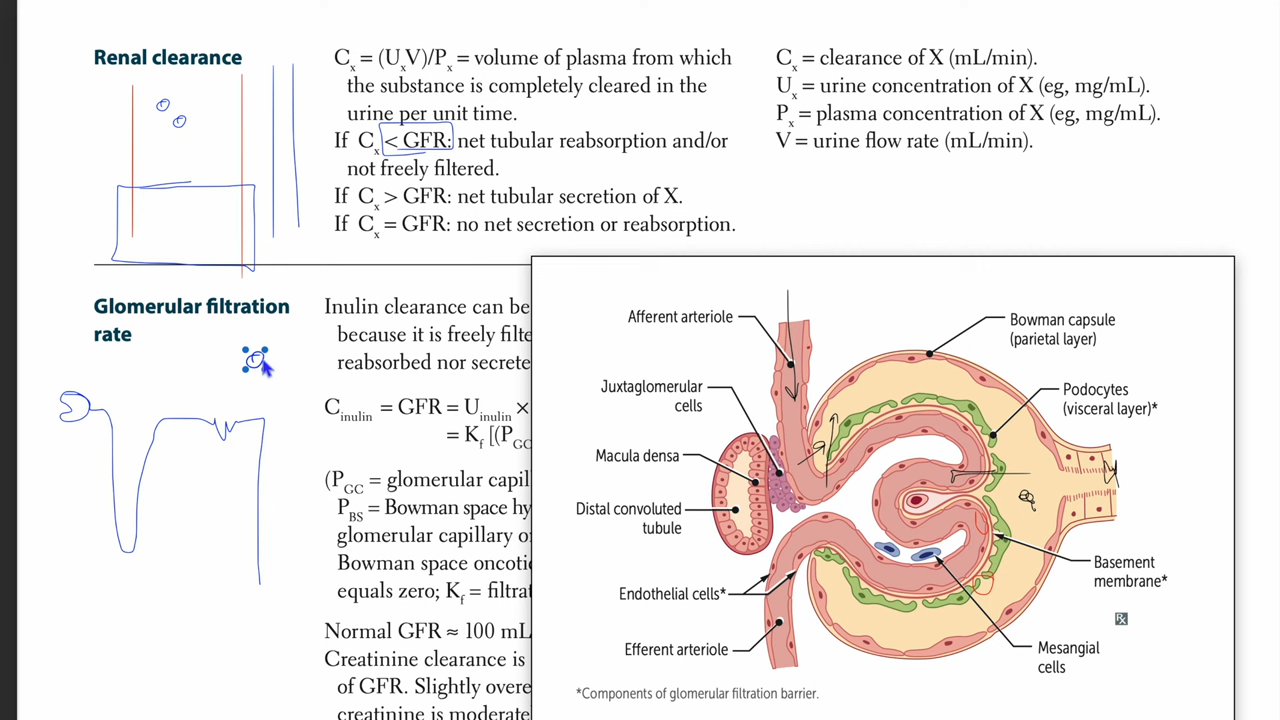 Renal clearance
Cx = (UxV)/Px = volume of plasma from which
the substance is completely cleared in the
urine per unit time.
If Cx < GFR: net tubular reabsorption and/or
not freely filtered.
If Cx > GFR: net tubular secretion of X.
If Cx = GFR: no net secretion or reabsorption.
Cx = clearance of X (mL/min).
Ux = urine concentration of X (eg, mg/mL).
Px = plasma concentration of X (eg, mg/mL).
V = urine flow rate (mL/min).
Glomerular filtration
rate
Inulin clearance can be
because it is freely filte
reabsorbed nor secrete
Cinulin = GFR = Uinulin ×
= Kf [(PGC
(PGC = glomerular capil
PBS = Bowman space hy
glomerular capillary o
Bowman space oncoti
equals zero; Kf = filtrat
Normal GFR ≈ 100 mL
Creatinine clearance is
of GFR. Slightly overe
creatinine is moderate
Afferent arteriole
Juxtaglomerular
cells
Macula densa
Distal convoluted
tubule
Endothelial cells*
Efferent arteriole
Bowman capsule
(parietal layer)
Podocytes
(visceral layer)*
Basement
membrane*
Mesangial
cells
Rx
*Components of glomerular filtration barrier.